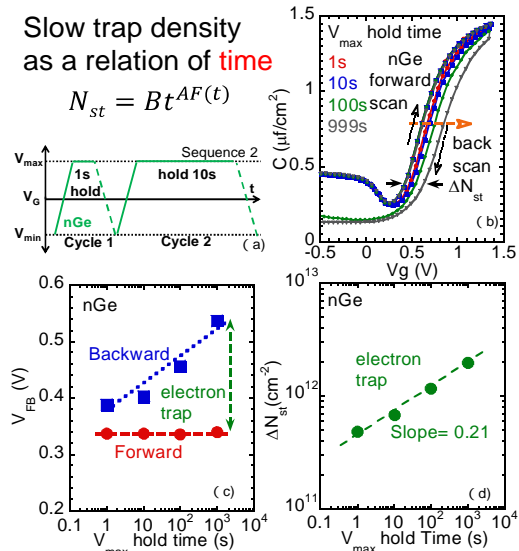 Slow trap density
as a relation of time
N_st = Bt^AF(t)
Sequence 2
V_max
1s
hold
hold 10s
t
V_G
nGe
V_min
Cycle 1
Cycle 2
(a)
C (μf/cm²)
1.5
1.0
0.5
0.0
V_max hold time
1s
nGe
10s
forward
100s
scan
999s
back
scan
ΔN_st
(b)
-0.5 0 0.5 1 1.5
Vg (V)
V_FB (V)
0.6
0.5
0.4
0.3
0.2
nGe
Backward
electron
trap
Forward
(c)
0.1 1 10¹ 10² 10³ 10⁴
V_max hold time (s)
ΔN_st(cm⁻²)
10¹³
10¹²
10¹¹
nGe
electron
trap
Slope= 0.21
(d)
0.1 1 10¹ 10² 10³ 10⁴
V_max hold Time (s)